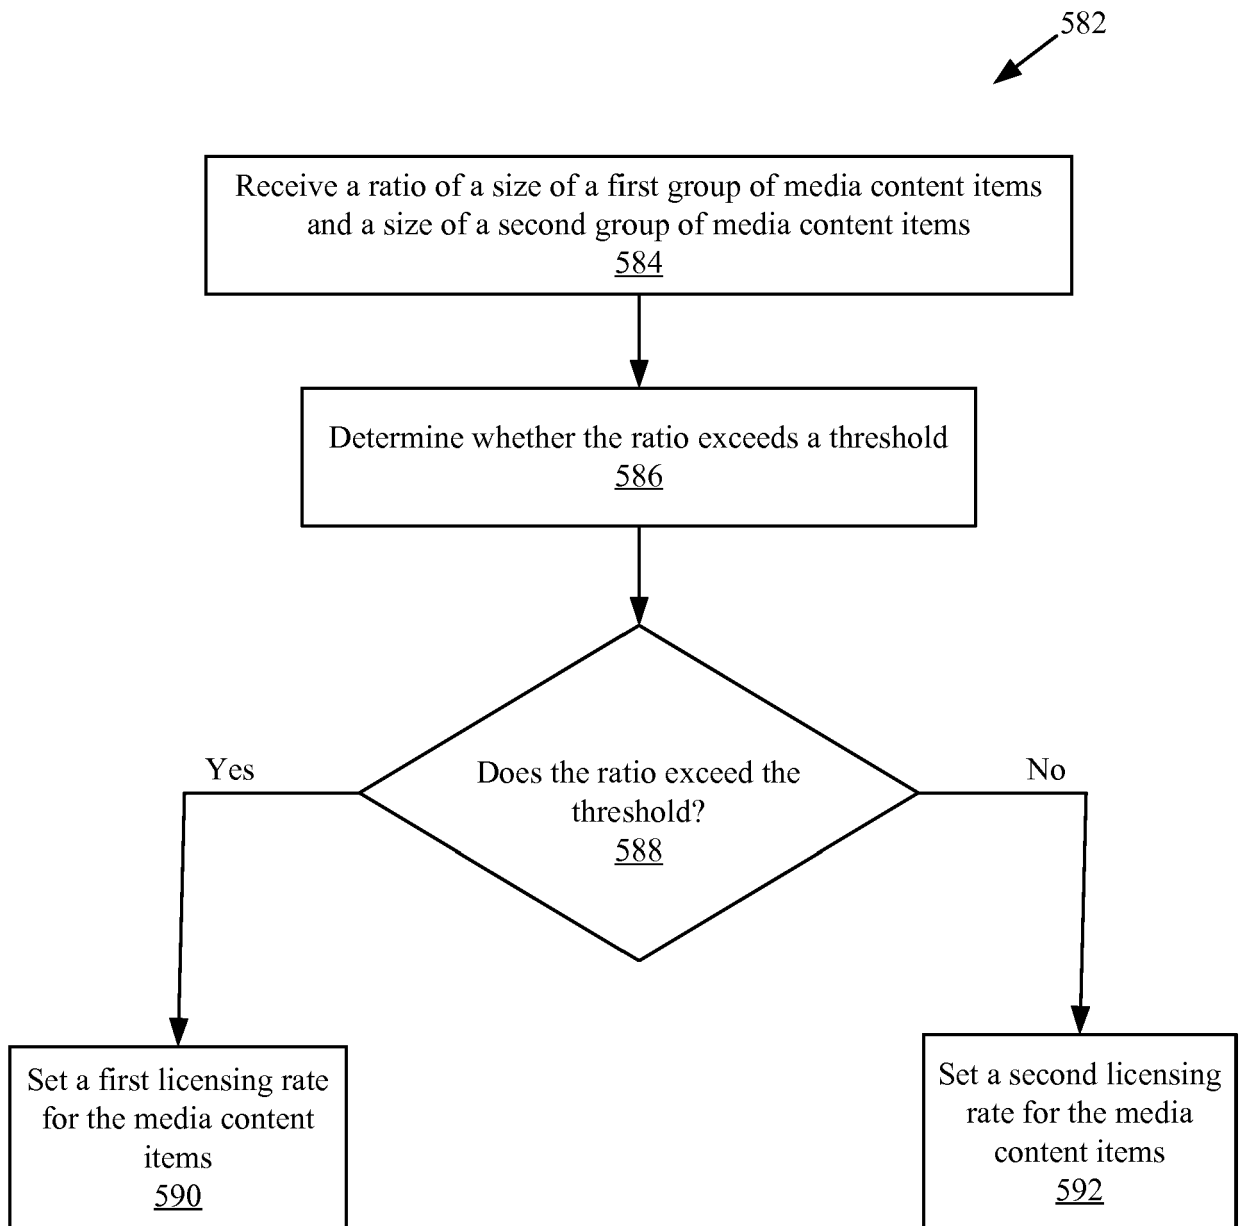 582
Receive a ratio of a size of a first group of media content items
and a size of a second group of media content items
584
Determine whether the ratio exceeds a threshold
586
Does the ratio exceed the
threshold?
588
Yes
No
Set a first licensing rate
for the media content
items
590
Set a second licensing
rate for the media
content items
592